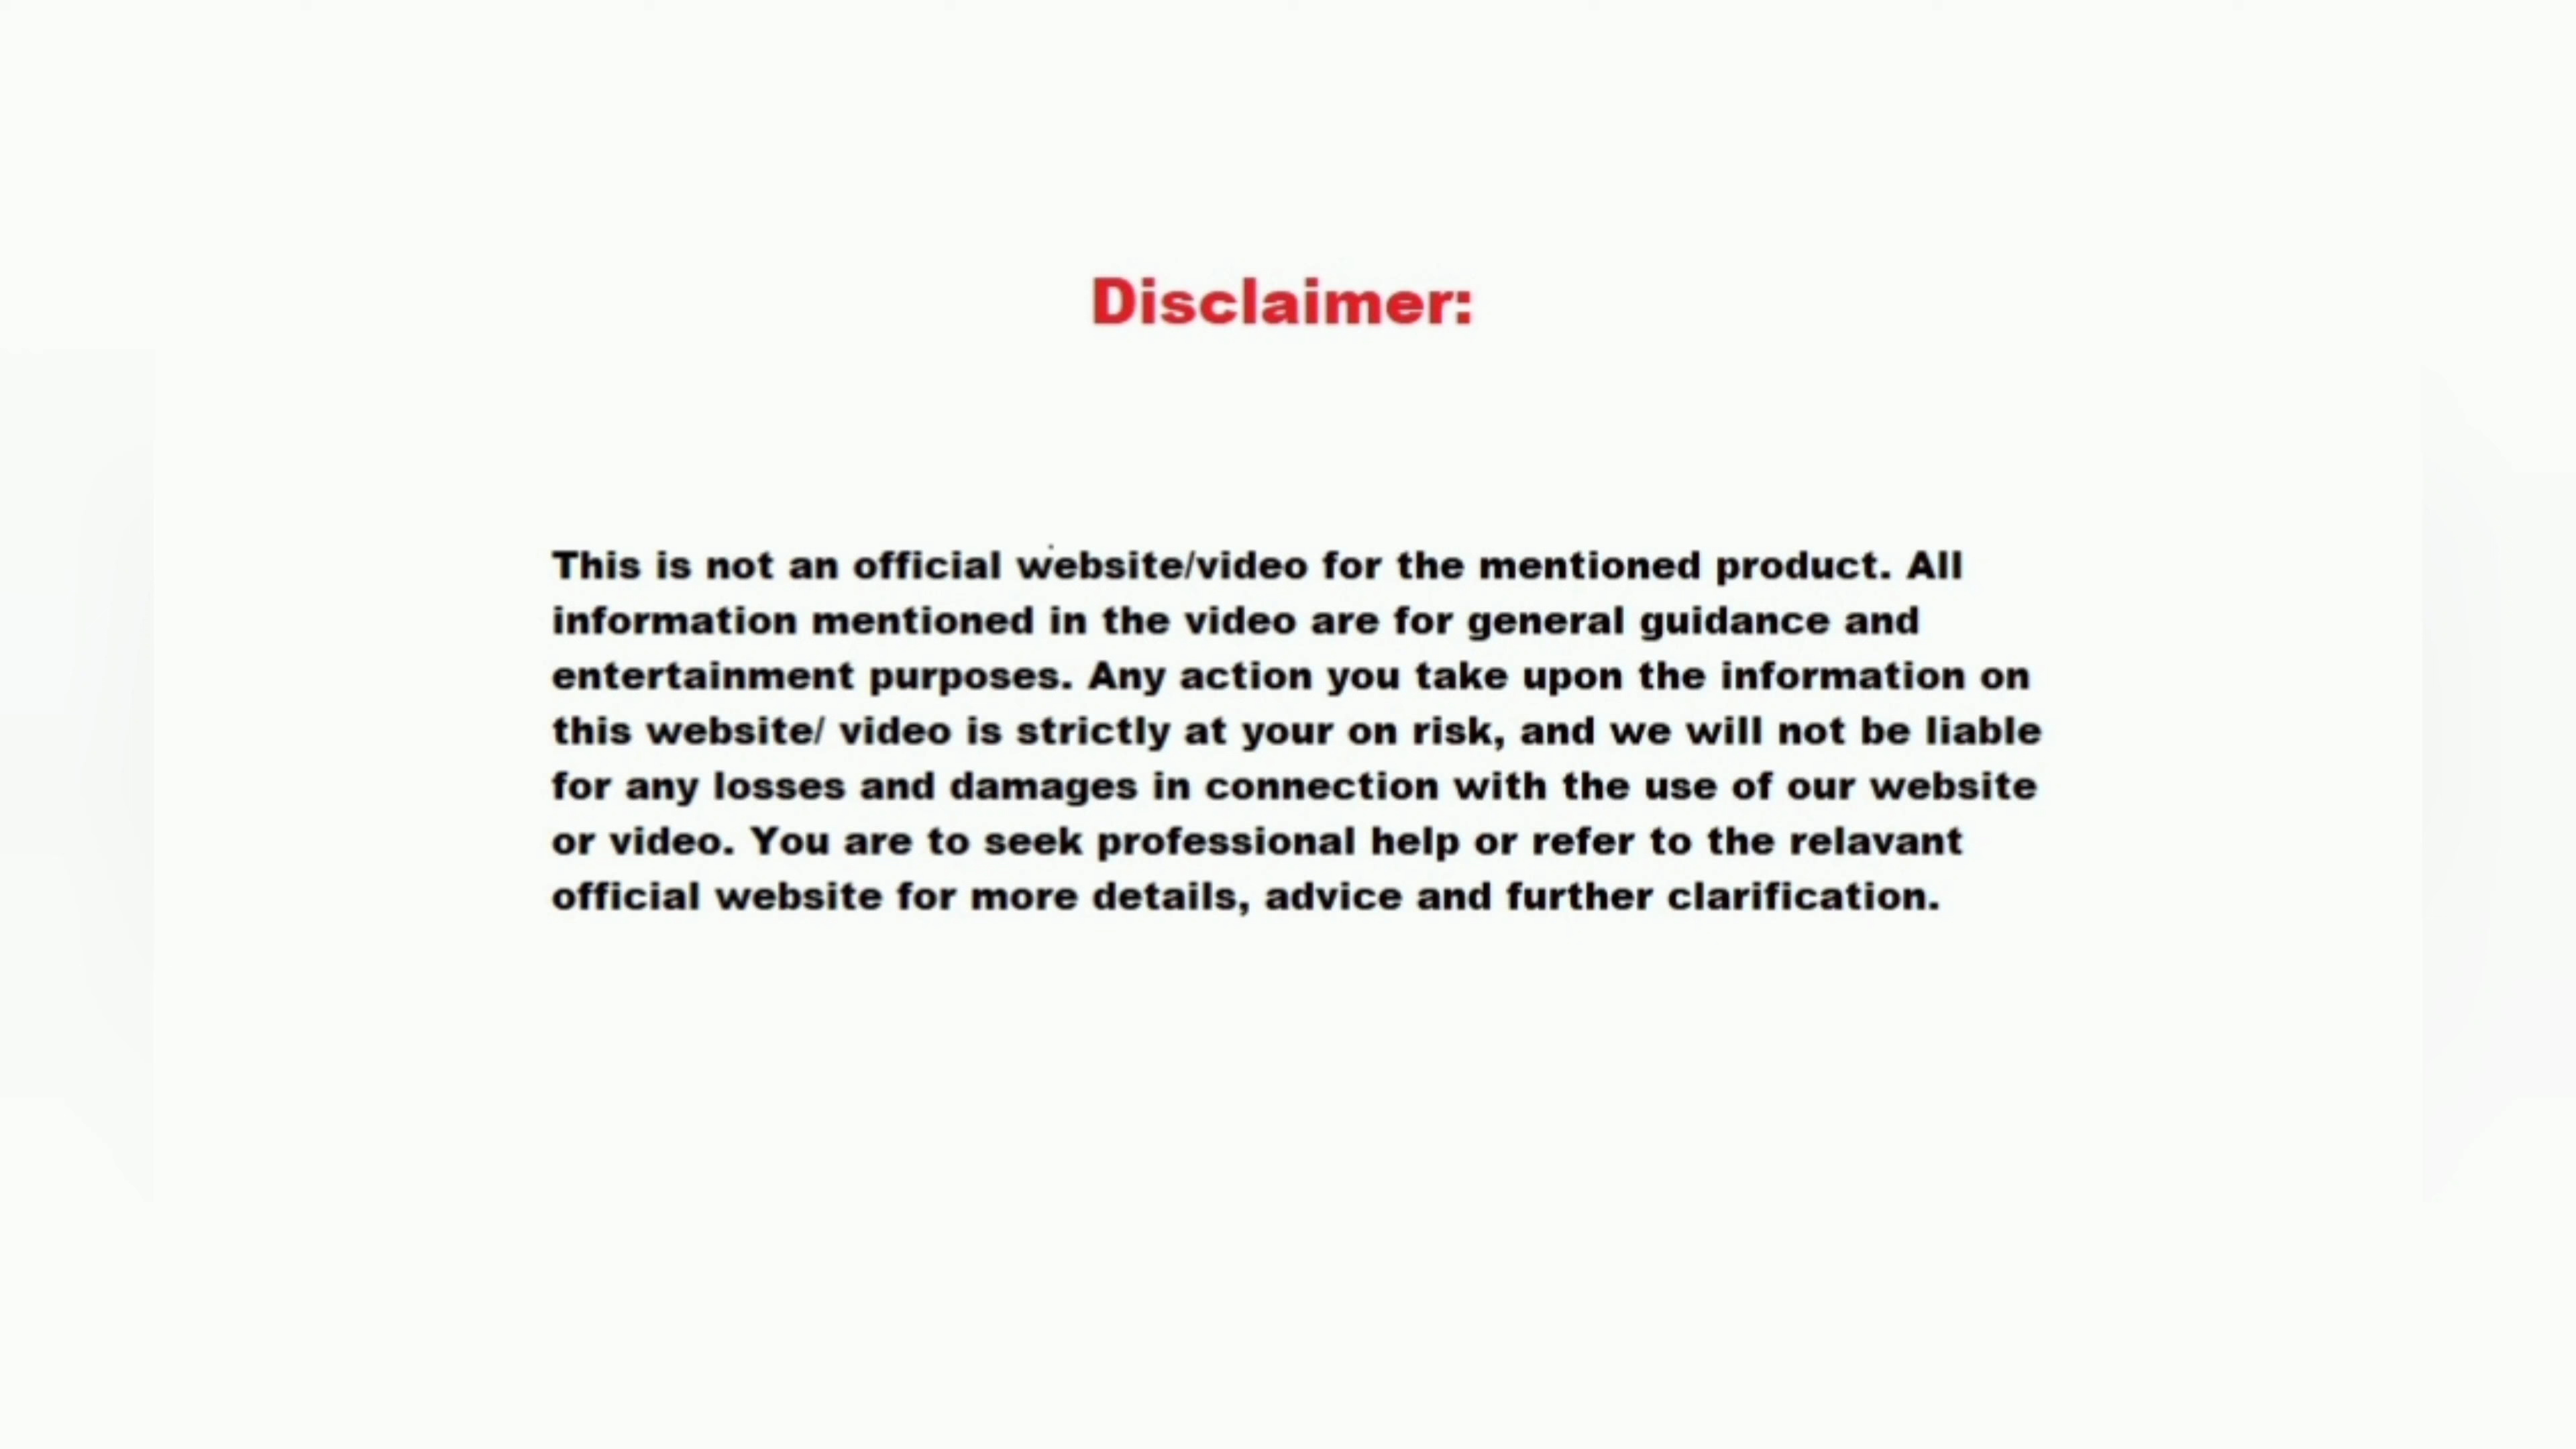 Disclaimer:
This is not an official website/video for the mentioned product. All
information mentioned in the video are for general guidance and
entertainment purposes. Any action you take upon the information on
this website/ video is strictly at your on risk, and we will not be liable
for any losses and damages in connection with the use of our website
or video. You are to seek professional help or refer to the relavant
official website for more details, advice and further clarification.